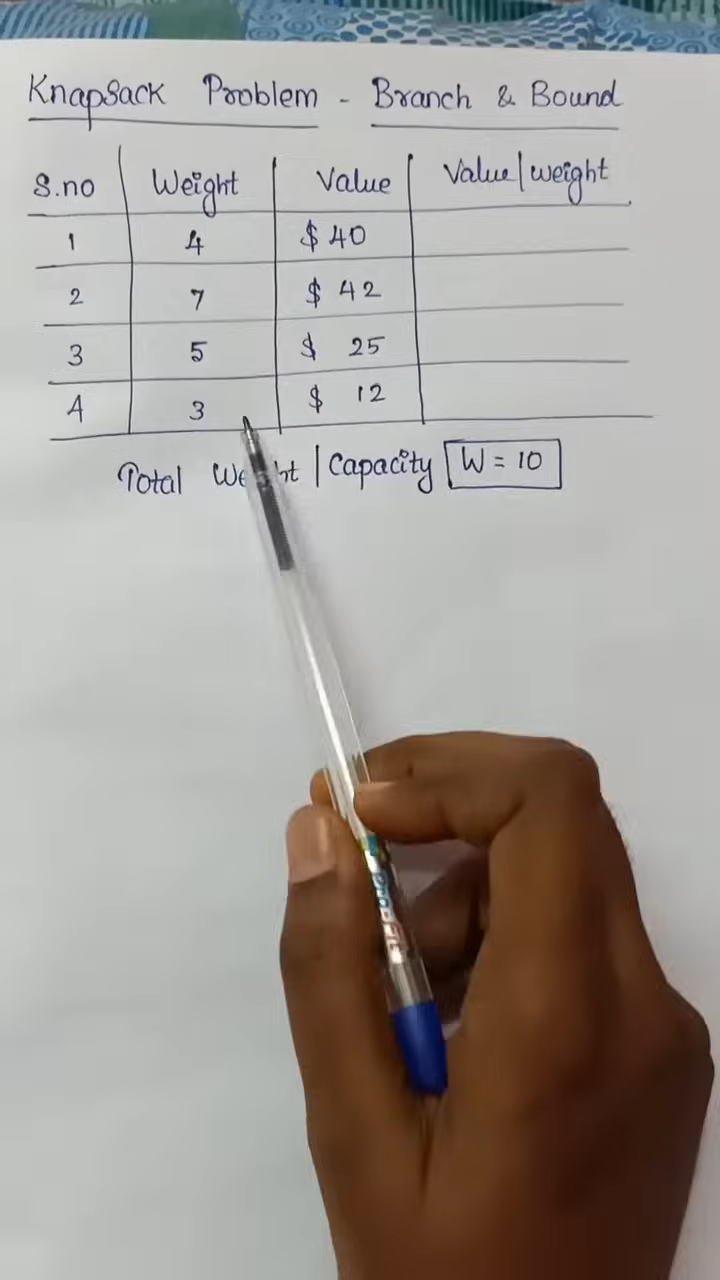 Knapsack Problem - Branch & Bound
S.no Weight Value Value | weight
1 4 $ 40
2 7 $ 42
3 5 $ 25
4 3 $ 12
Total | Capacity W = 10